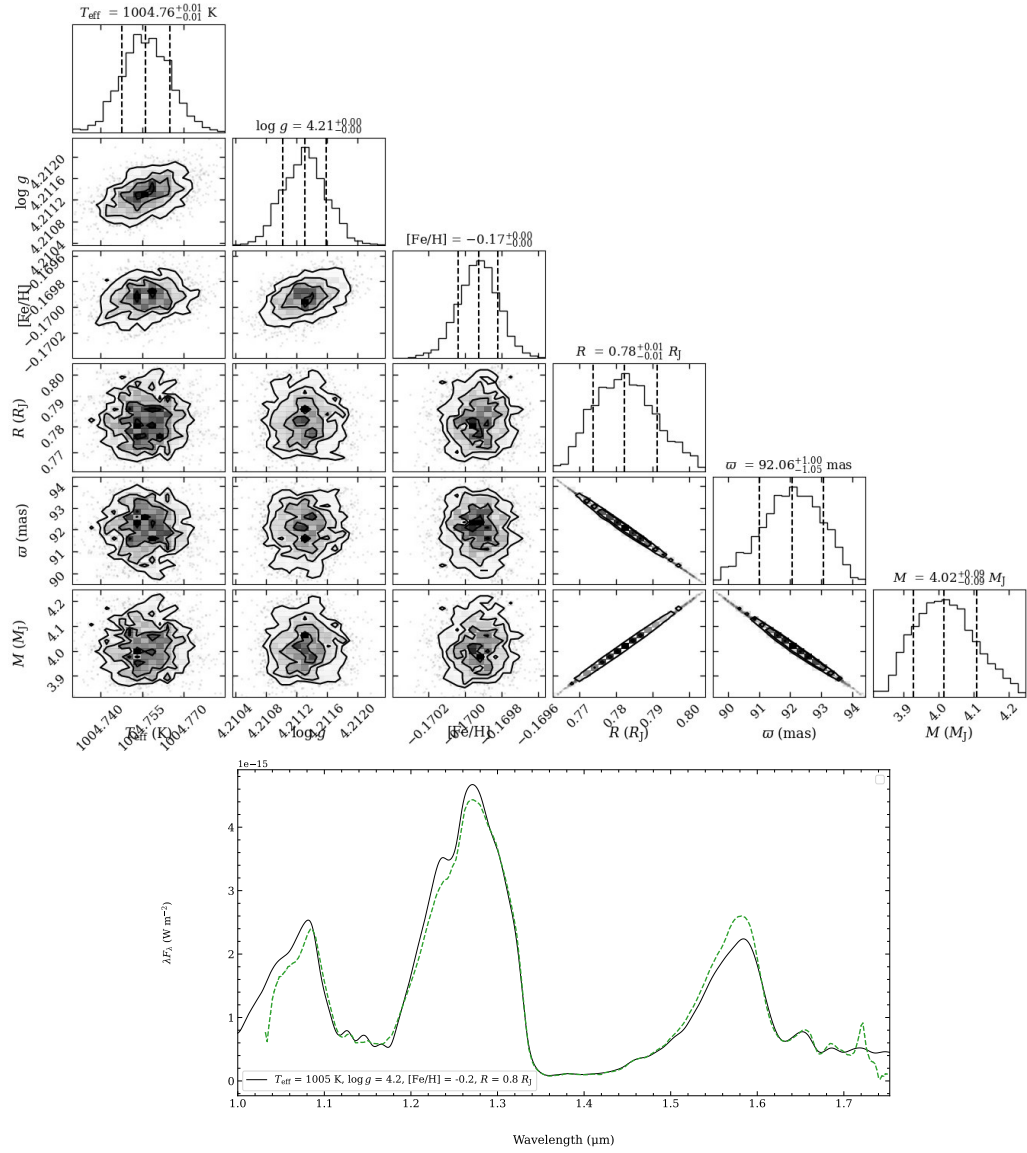 T_eff = 1004.76^{+0.01}_{-0.01} K
log g = 4.21^{+0.00}_{-0.00}
log g
4.2120
4.2116
4.2112
4.2108
4.2104
[Fe/H] = −0.17^{+0.00}_{-0.00}
[Fe/H]
−0.1696
−0.1698
−0.1700
−0.1702
R = 0.78^{+0.01}_{-0.01} R_J
R (R_J)
0.80
0.79
0.78
0.77
ϖ = 92.06^{+1.00}_{-1.05} mas
ϖ (mas)
94
93
92
91
90
M = 4.02^{+0.09}_{-0.09} M_J
M (M_J)
4.2
4.1
4.0
3.9
1004.740 1004.755 1004.770
4.2104 4.2108 4.2112 4.2116 4.2120
−0.1702 −0.1700 −0.1698 −0.1696
0.77 0.78 0.79 0.80
90 91 92 93 94
3.9 4.0 4.1 4.2
T_eff (K) log g [Fe/H] R (R_J) ϖ (mas) M (M_J)
1e−15
λF_λ (W m^{−2})
4
3
2
1
0
T_eff = 1005 K, log g = 4.2, [Fe/H] = -0.2, R = 0.8 R_J
1.0 1.1 1.2 1.3 1.4 1.5 1.6 1.7
Wavelength (μm)